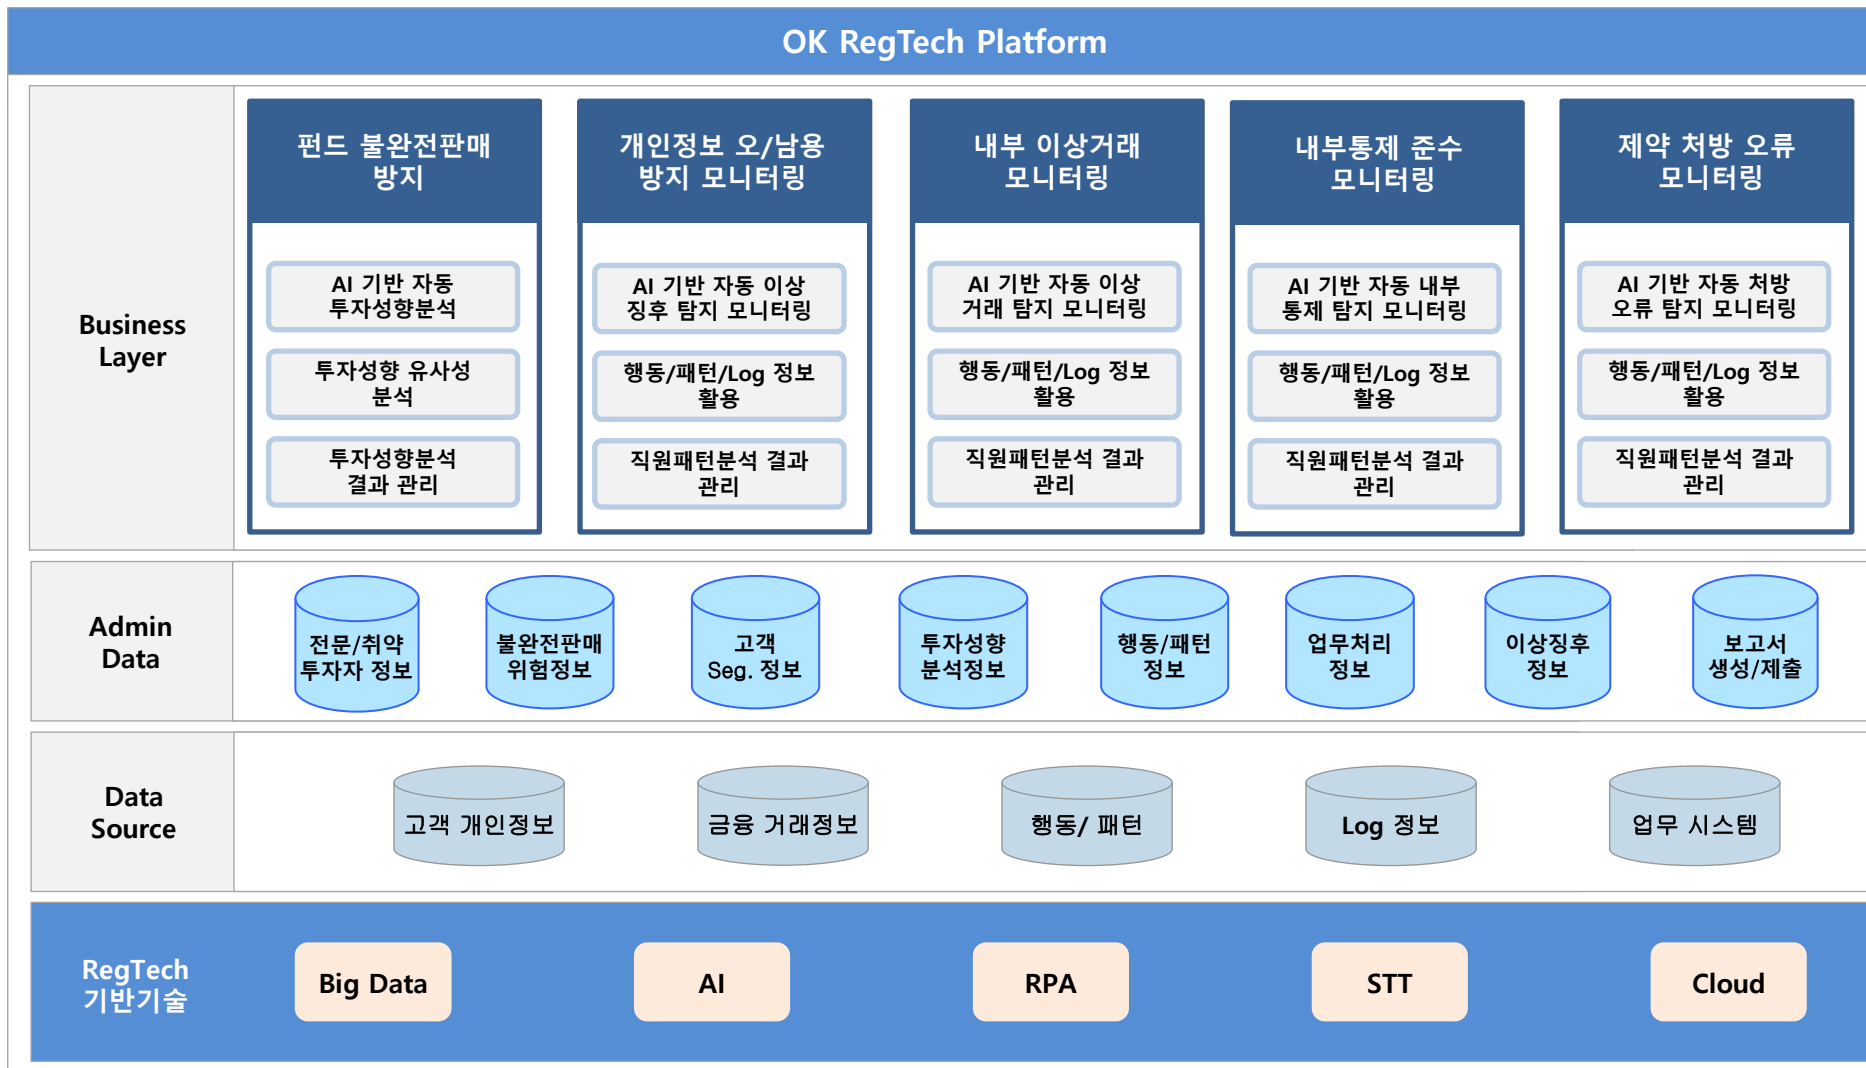 OK RegTech Platform
Business
Layer
펀드 불완전판매
방지
AI 기반 자동
투자성향분석
투자성향 유사성
분석
투자성향분석
결과 관리
개인정보 오/남용
방지 모니터링
AI 기반 자동 이상
징후 탐지 모니터링
행동/패턴/Log 정보
활용
직원패턴분석 결과
관리
내부 이상거래
모니터링
AI 기반 자동 이상
거래 탐지 모니터링
행동/패턴/Log 정보
활용
직원패턴분석 결과
관리
내부통제 준수
모니터링
AI 기반 자동 내부
통제 탐지 모니터링
행동/패턴/Log 정보
활용
직원패턴분석 결과
관리
제약 처방 오류
모니터링
AI 기반 자동 처방
오류 탐지 모니터링
행동/패턴/Log 정보
활용
직원패턴분석 결과
관리
Admin
Data
전문/취약
투자자 정보
불완전판매
위험정보
고객
Seg. 정보
투자성향
분석정보
행동/패턴
정보
업무처리
정보
이상징후
정보
보고서
생성/제출
Data
Source
고객 개인정보
금융 거래정보
행동/ 패턴
Log 정보
업무 시스템
RegTech
기반기술
Big Data
AI
RPA
STT
Cloud